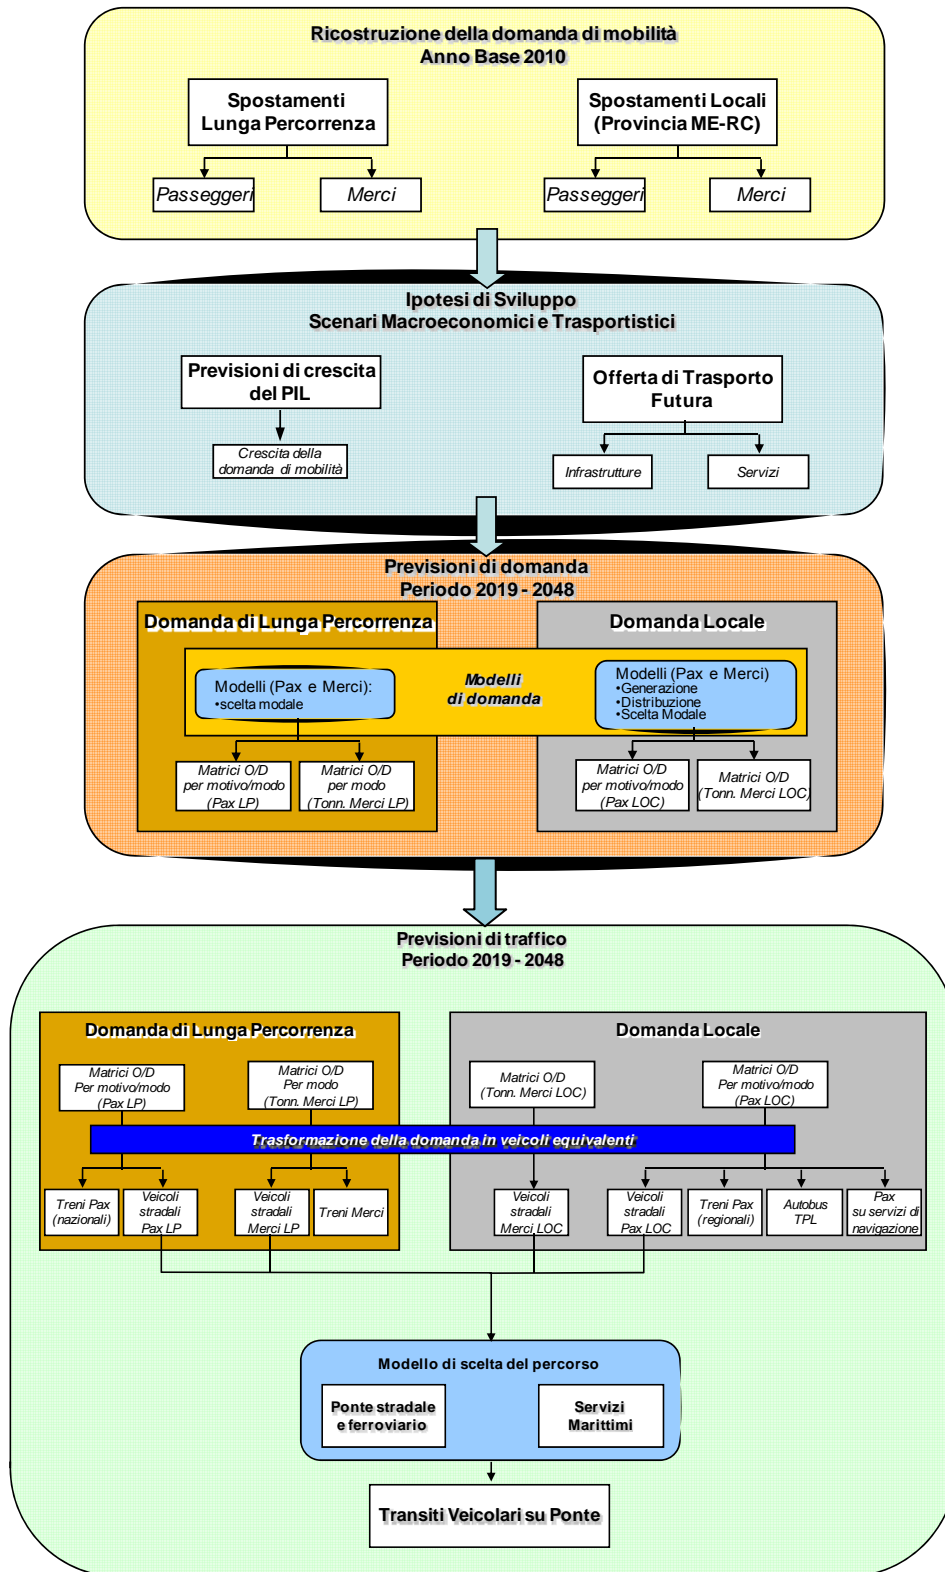 Ricostruzione della domanda di mobilità
Anno Base 2010
Spostamenti
Lunga Percorrenza
Spostamenti Locali
(Provincia ME-RC)
Passeggeri
Merci
Passeggeri
Merci
Ipotesi di Sviluppo
Scenari Macroeconomici e Trasportistici
Previsioni di crescita
del PIL
Offerta di Trasporto
Futura
Crescita della
domanda di mobilità
Infrastrutture
Servizi
Previsioni di domanda
Periodo 2019 - 2048
Domanda di Lunga Percorrenza
Domanda Locale
Modelli (Pax e Merci):
•scelta modale
Modelli
di domanda
Modelli (Pax e Merci)
•Generazione
•Distribuzione
•Scelta Modale
Matrici O/D
per motivo/modo
(Pax LP)
Matrici O/D
per modo
(Tonn. Merci LP)
Matrici O/D
per motivo/modo
(Pax LOC)
Matrici O/D
(Tonn. Merci LOC)
Previsioni di traffico
Periodo 2019 - 2048
Domanda di Lunga Percorrenza
Domanda Locale
Matrici O/D
Per motivo/modo
(Pax LP)
Matrici O/D
Per modo
(Tonn. Merci LP)
Matrici O/D
(Tonn. Merci LOC)
Matrici O/D
Per motivo/modo
(Pax LOC)
Trasformazione della domanda in veicoli equivalenti
Treni Pax
(nazionali)
Veicoli
stradali
Pax LP
Veicoli
stradali
Merci LP
Treni Merci
Veicoli
stradali
Merci LOC
Veicoli
stradali
Pax LOC
Treni Pax
(regionali)
Autobus
TPL
Pax
su servizi di
navigazione
Modello di scelta del percorso
Ponte stradale
e ferroviario
Servizi
Marittimi
Transiti Veicolari su Ponte